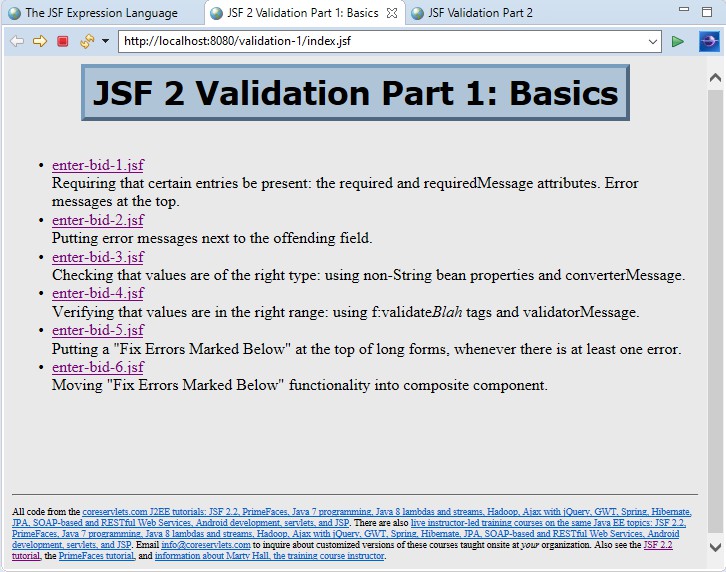 The JSF Expression Language
JSF 2 Validation Part 1: Basics
JSF Validation Part 2
http://localhost:8080/validation-1/index.jsf
JSF 2 Validation Part 1: Basics
• enter-bid-1.jsf
Requiring that certain entries be present: the required and requiredMessage attributes. Error
messages at the top.
• enter-bid-2.jsf
Putting error messages next to the offending field.
• enter-bid-3.jsf
Checking that values are of the right type: using non-String bean properties and converterMessage.
• enter-bid-4.jsf
Verifying that values are in the right range: using f:validateBlah tags and validatorMessage.
• enter-bid-5.jsf
Putting a "Fix Errors Marked Below" at the top of long forms, whenever there is at least one error.
• enter-bid-6.jsf
Moving "Fix Errors Marked Below" functionality into composite component.
All code from the coreservlets.com J2EE tutorials: JSF 2.2, PrimeFaces, Java 7 programming, Java 8 lambdas and streams, Hadoop, Ajax with jQuery, GWT, Spring, Hibernate,
JPA, SOAP-based and RESTful Web Services, Android development, servlets, and JSP. There are also live instructor-led training courses on the same Java EE topics: JSF 2.2,
PrimeFaces, Java 7 programming, Java 8 lambdas and streams, Hadoop, Ajax with jQuery, GWT, Spring, Hibernate, JPA, SOAP-based and RESTful Web Services, Android
development, servlets, and JSP. Email info@coreservlets.com to inquire about customized versions of these courses taught onsite at your organization. Also see the JSF 2.2
tutorial, the PrimeFaces tutorial, and information about Marty Hall, the training course instructor.